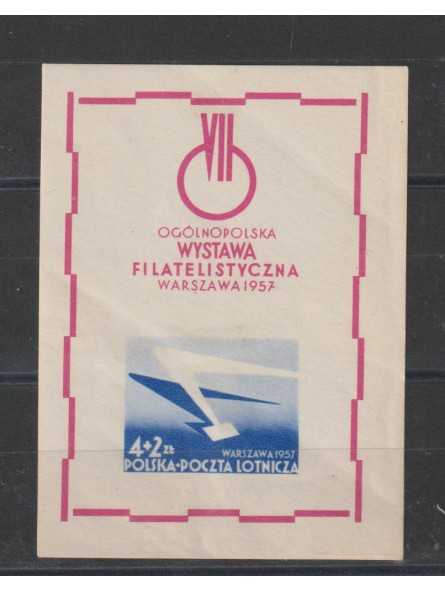 VII
OGÓLNOPOLSKA
WYSTAWA
FILATELISTYCZNA
WARSZAWA 1957
4+2 ZŁ
WARSZAWA 1957
POLSKA•POCZTA LOTNICZA